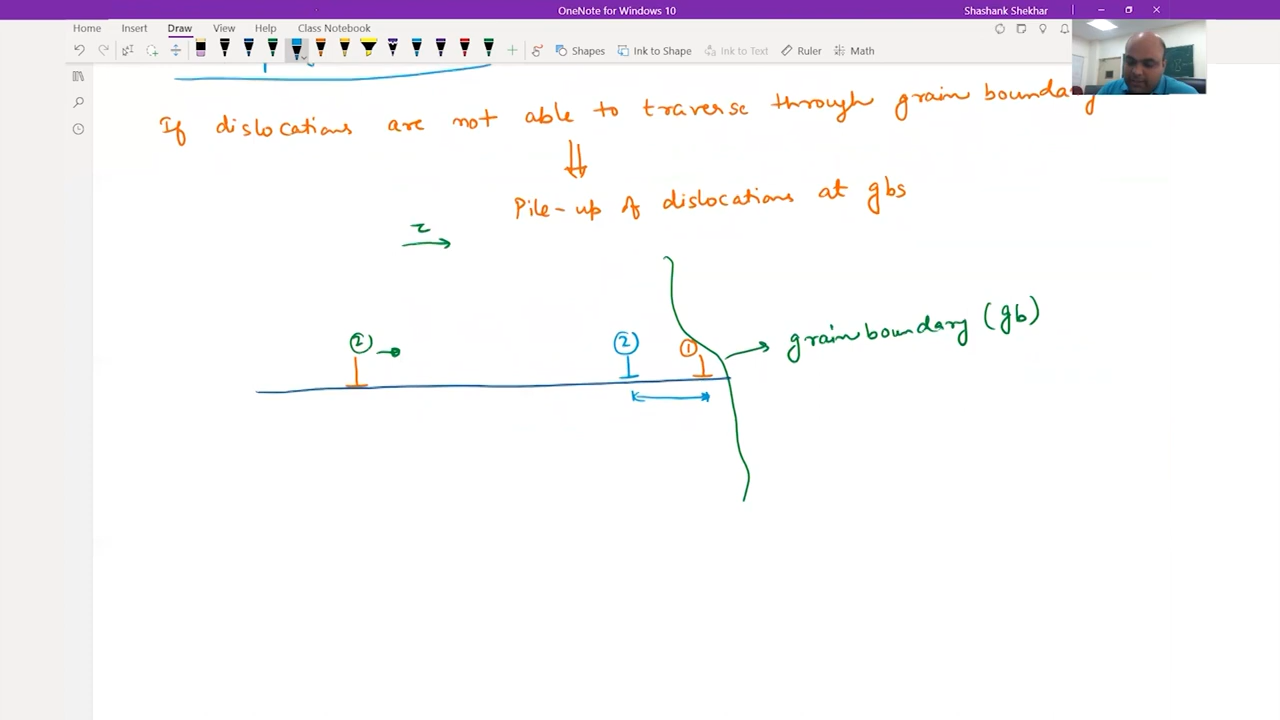 OneNote for Windows 10
Shashank Shekhar
Home Insert Draw View Help Class Notebook
Shapes Ink to Shape Ink to Text Ruler Math
If dislocations are not able to traverse through grain boundary
Pile-up of dislocations at gbs
τ
② ② ①
grain boundary (gb)